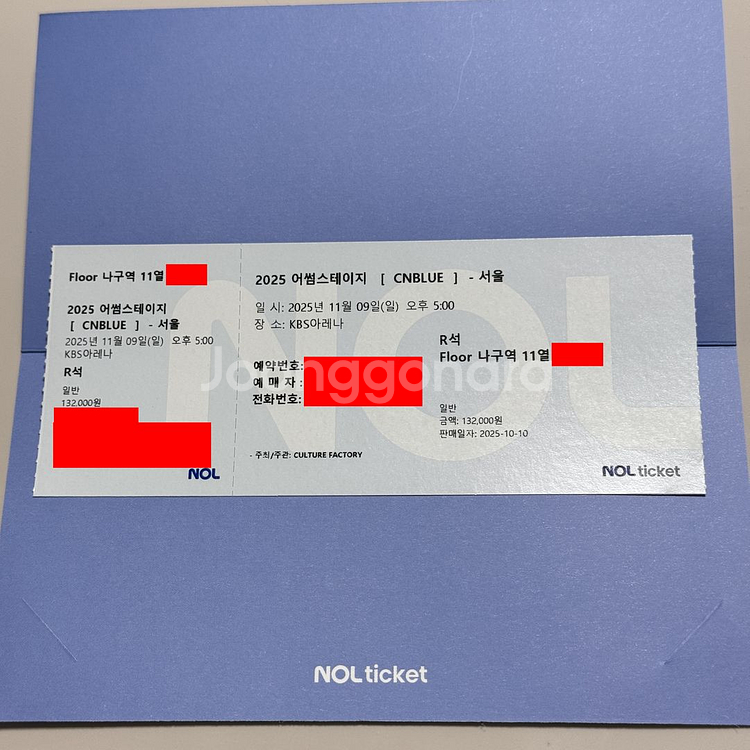 Floor 나구역 11열
2025 어썸스테이지
[ CNBLUE ] - 서울
2025년 11월 09일(일) 오후 5:00
KBS아레나
R석
일반
132,000원
NOL
2025 어썸스테이지 [ CNBLUE ] - 서울
일 시: 2025년 11월 09일(일) 오후 5:00
장 소: KBS아레나
R석
Floor 나구역 11열
예약번호:
예 매 자 :
전화번호:
일반
금액: 132,000원
판매일자: 2025-10-10
- 주최/주관: CULTURE FACTORY
NOL ticket
NOL
Joonggonara
NOL ticket